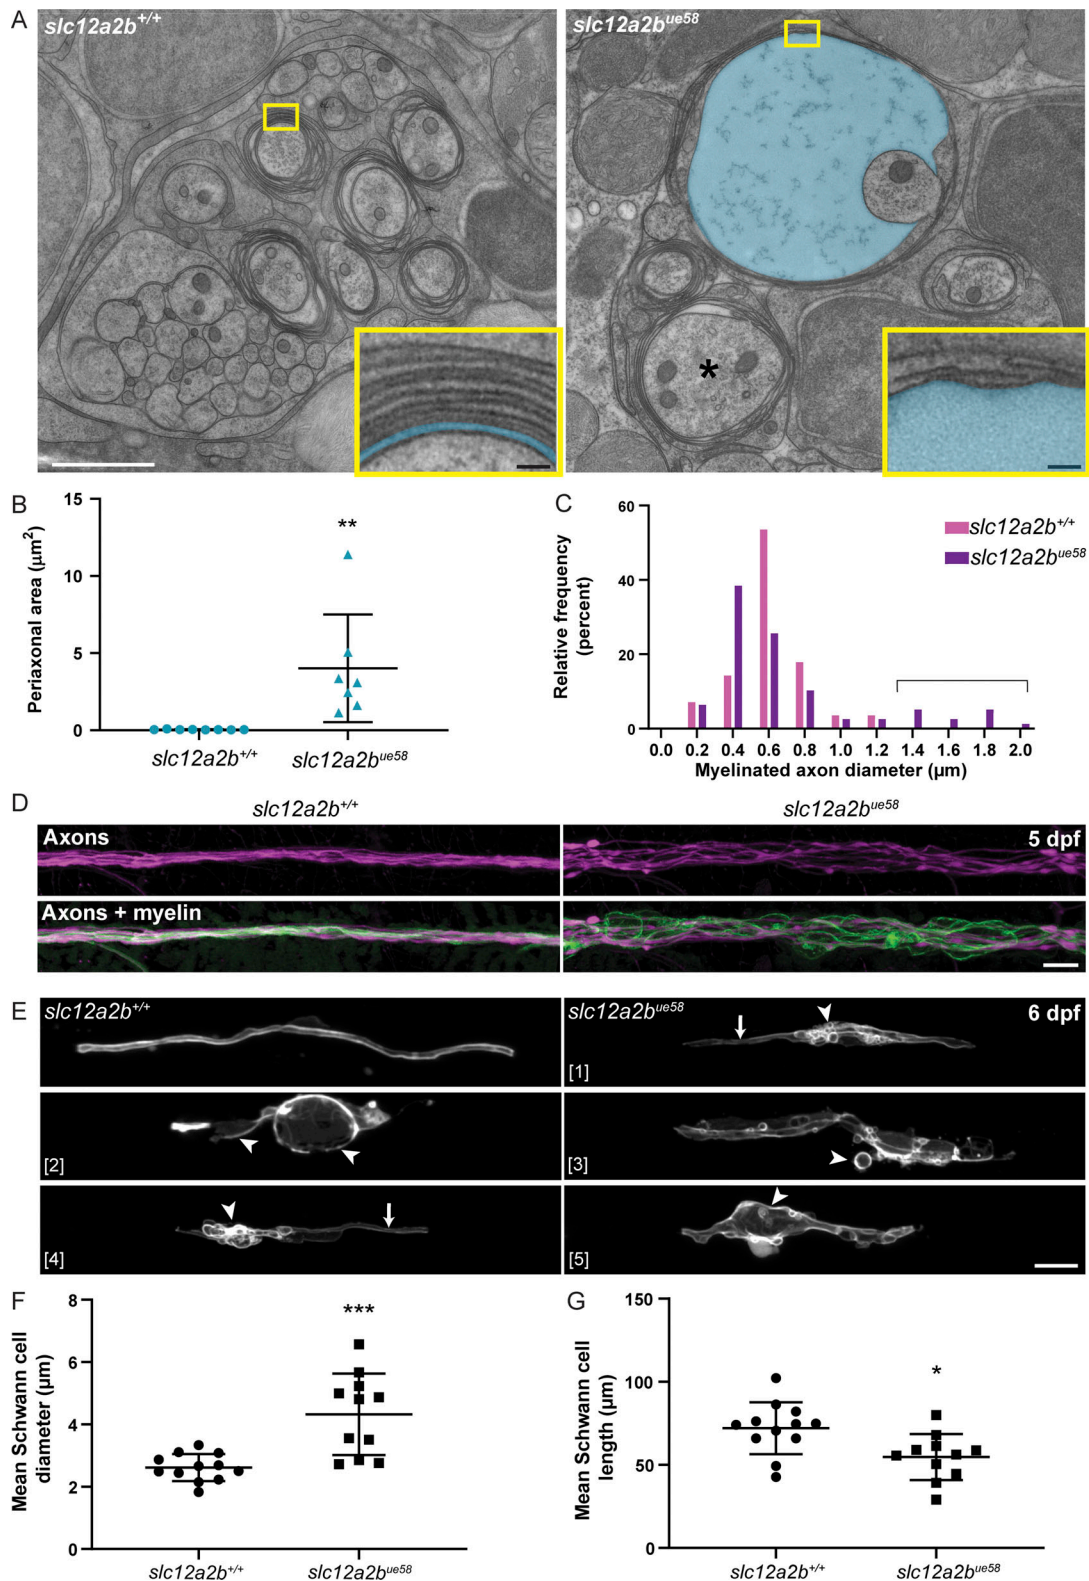 A
slc12a2b+/+
slc12a2bue58
*
B
15
10
5
0
Periaxonal area (μm2)
**
slc12a2b+/+
slc12a2bue58
C
60
40
20
0
Relative frequency
(percent)
slc12a2b+/+
slc12a2bue58
0.0 0.2 0.4 0.6 0.8 1.0 1.2 1.4 1.6 1.8 2.0
Myelinated axon diameter (μm)
D
slc12a2b+/+
slc12a2bue58
Axons
5 dpf
Axons + myelin
E
slc12a2b+/+
slc12a2bue58
6 dpf
[1]
[2]
[3]
[4]
[5]
F
8
6
4
2
0
Mean Schwann cell
diameter (μm)
***
slc12a2b+/+
slc12a2bue58
G
150
100
50
0
Mean Schwann cell
length (μm)
*
slc12a2b+/+
slc12a2bue58